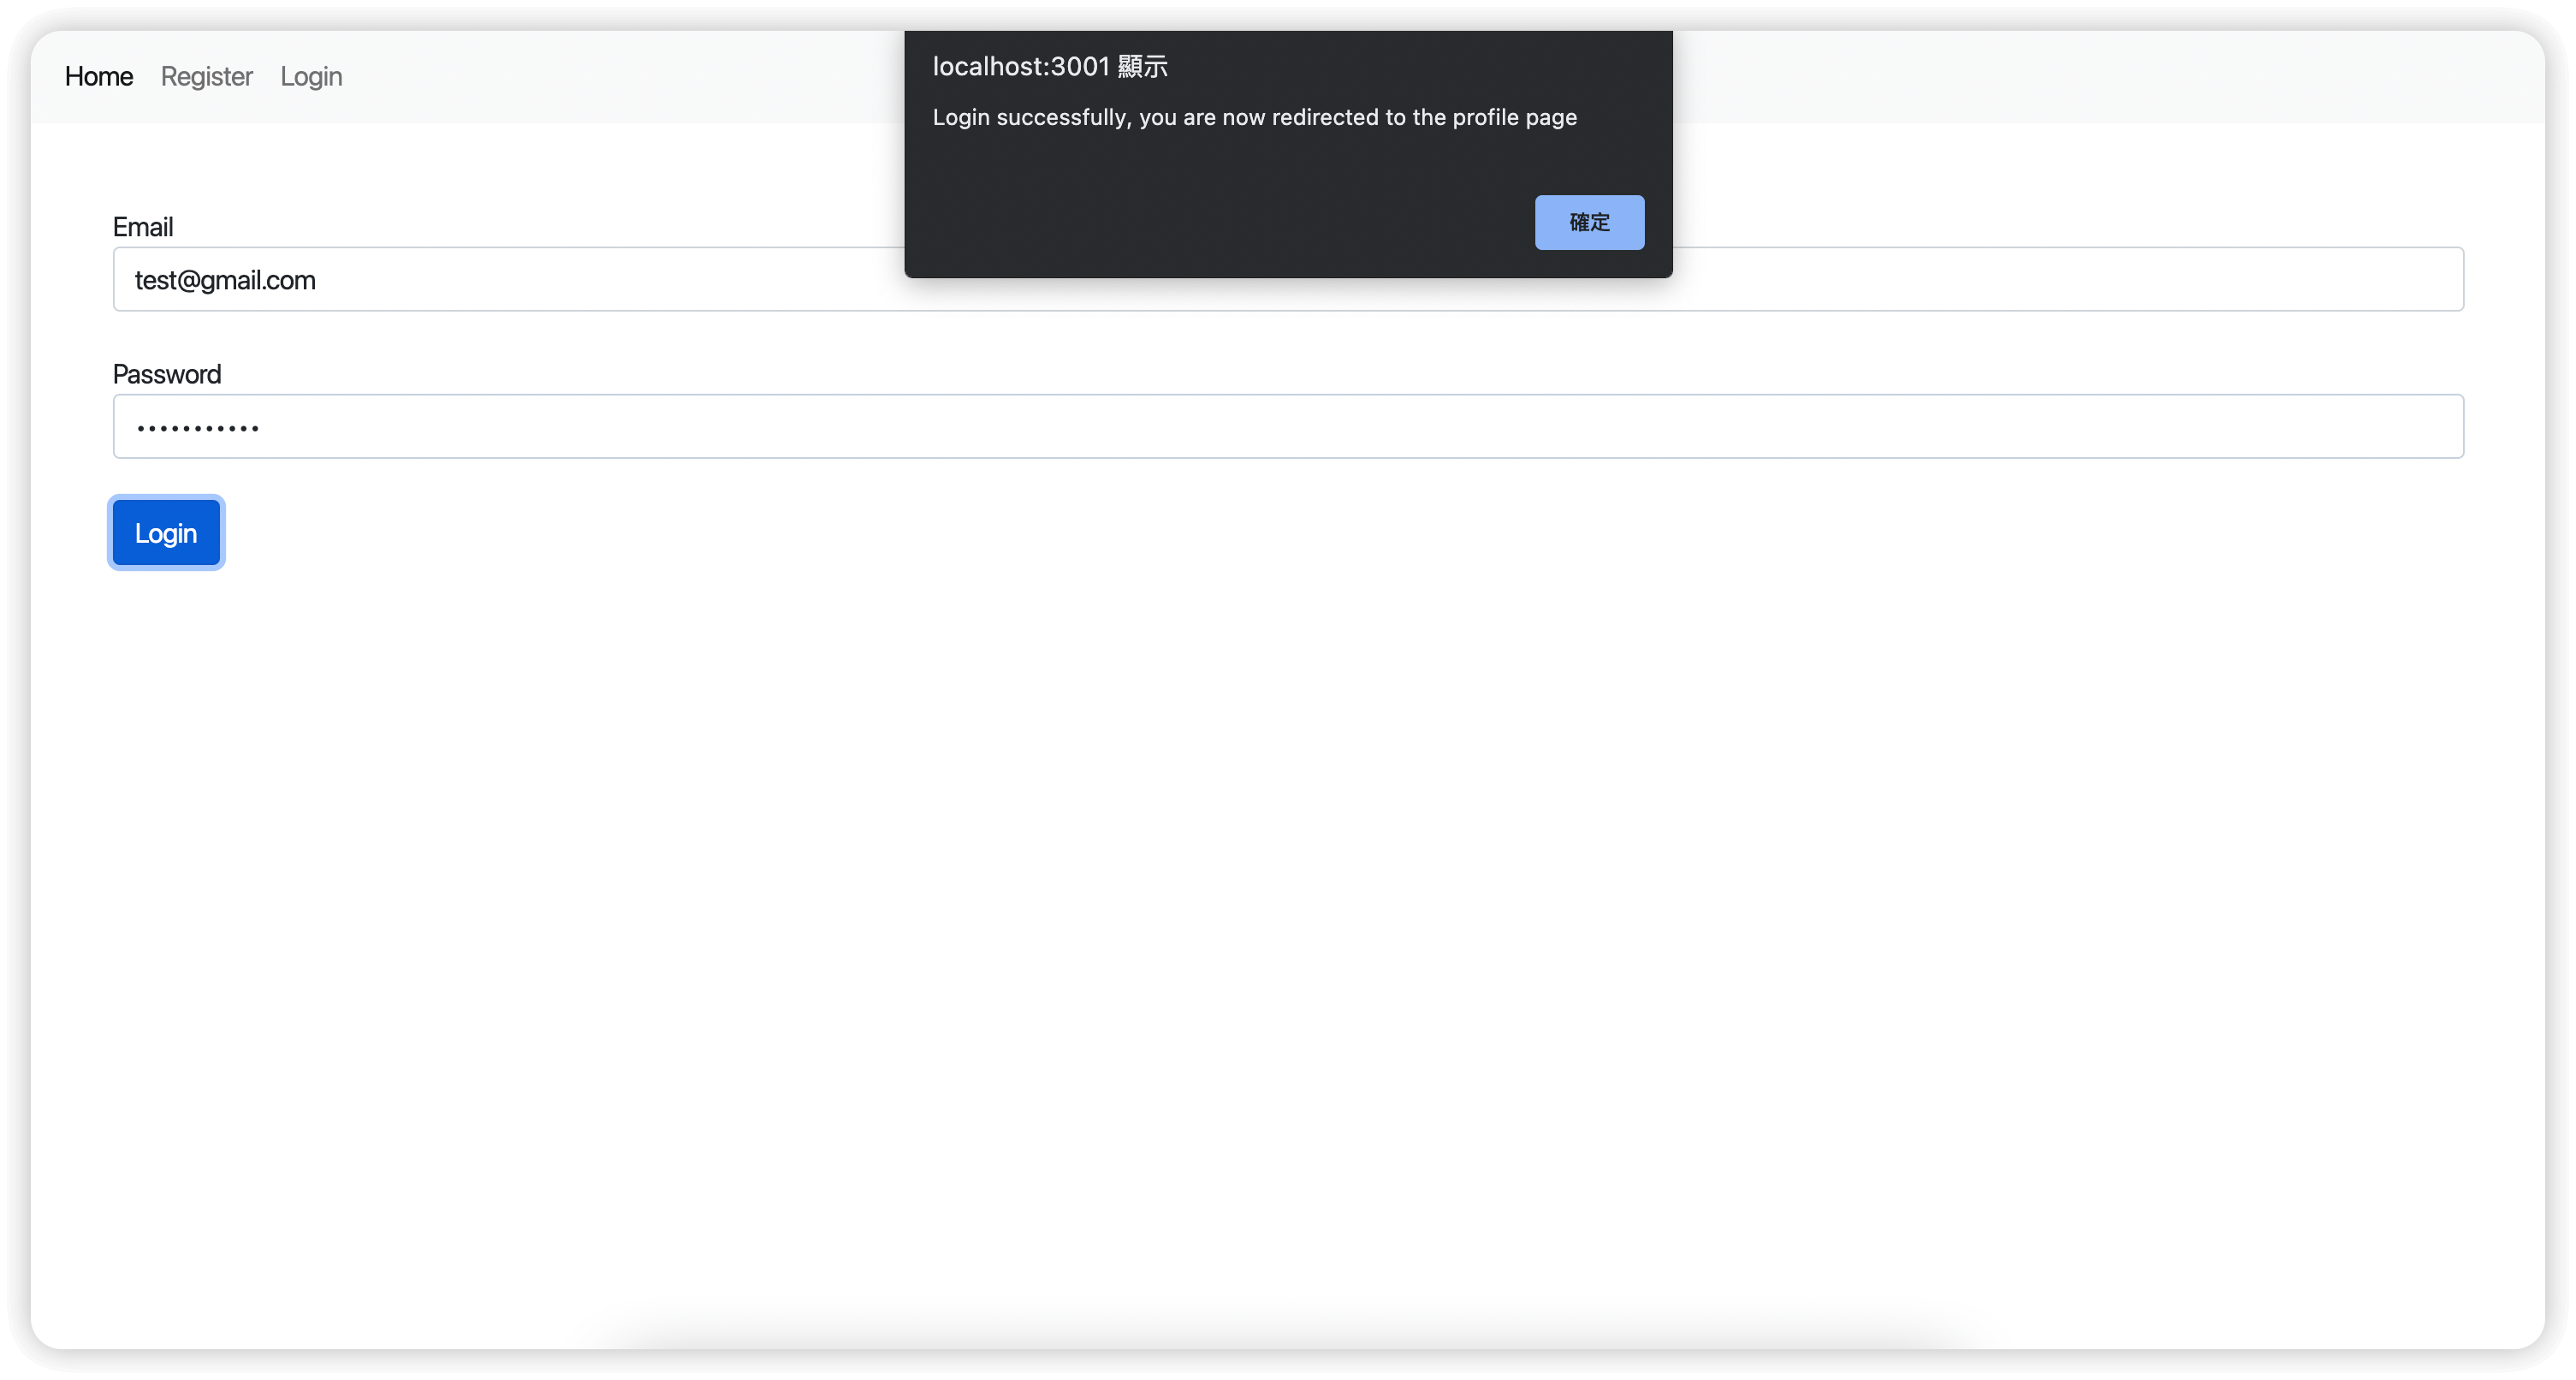 Home Register Login
localhost:3001 顯示
Login successfully, you are now redirected to the profile page
確定
Email
test@gmail.com
Password
•••••••••••
Login